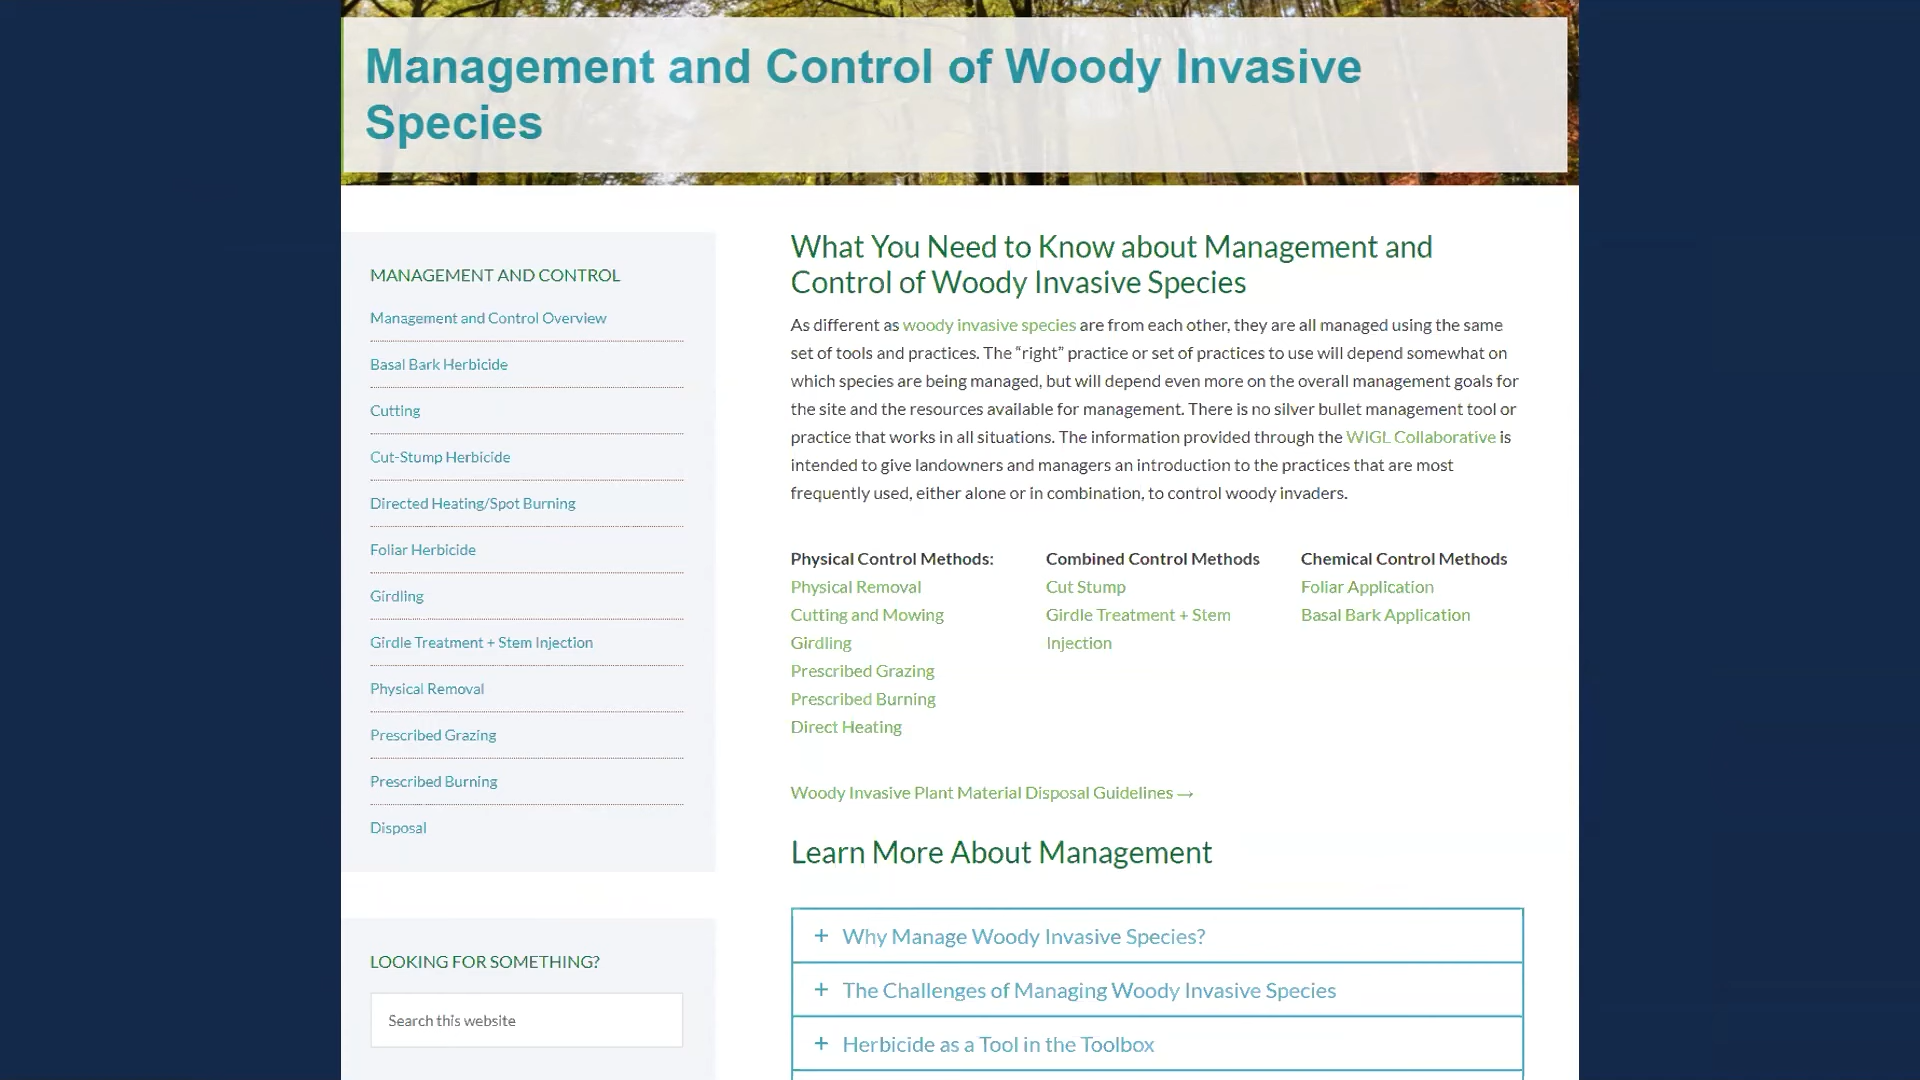 Management and Control of Woody Invasive
Species
MANAGEMENT AND CONTROL
Management and Control Overview
Basal Bark Herbicide
Cutting
Cut-Stump Herbicide
Directed Heating/Spot Burning
Foliar Herbicide
Girdling
Girdle Treatment + Stem Injection
Physical Removal
Prescribed Grazing
Prescribed Burning
Disposal
LOOKING FOR SOMETHING?
Search this website
What You Need to Know about Management and
Control of Woody Invasive Species
As different as woody invasive species are from each other, they are all managed using the same
set of tools and practices. The “right” practice or set of practices to use will depend somewhat on
which species are being managed, but will depend even more on the overall management goals for
the site and the resources available for management. There is no silver bullet management tool or
practice that works in all situations. The information provided through the WIGL Collaborative is
intended to give landowners and managers an introduction to the practices that are most
frequently used, either alone or in combination, to control woody invaders.
Physical Control Methods:
Physical Removal
Cutting and Mowing
Girdling
Prescribed Grazing
Prescribed Burning
Direct Heating
Combined Control Methods
Cut Stump
Girdle Treatment + Stem
Injection
Chemical Control Methods
Foliar Application
Basal Bark Application
Woody Invasive Plant Material Disposal Guidelines →
Learn More About Management
+ Why Manage Woody Invasive Species?
+ The Challenges of Managing Woody Invasive Species
+ Herbicide as a Tool in the Toolbox